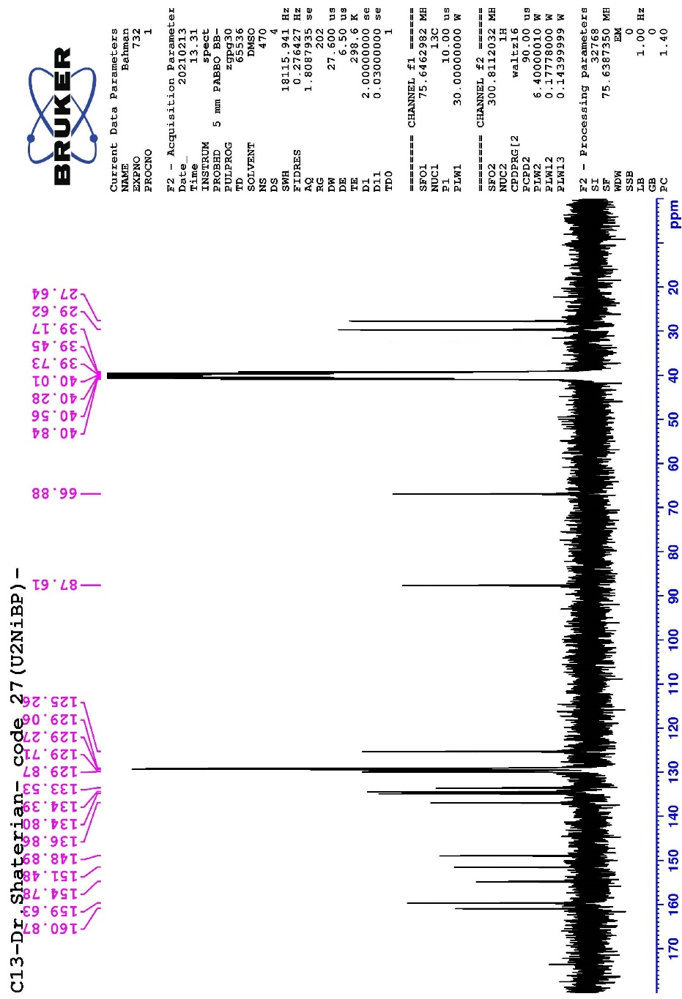 C13-Dr.Shaterian- code 27(U2NiBP)-
BRUKER
Current Data Parameters
NAME Bahman
EXPNO 732
PROCNO 1
F2 - Acquisition Parameter
Date_ 20210213
Time 13.31
INSTRUM spect
PROBHD 5 mm PABBO BB-
PULPROG zgpg30
TD 65536
SOLVENT DMSO
NS 470
DS 4
SWH 18115.941 Hz
FIDRES 0.276427 Hz
AQ 1.8087935 se
RG 202
DW 27.600 us
DE 6.50 us
TE 298.6 K
D1 2.00000000 se
D11 0.03000000 se
TD0 1
======== CHANNEL f1 =====
SFO1 75.6462982 MH
NUC1 13C
P1 10.00 us
PLW1 30.00000000 W
======== CHANNEL f2 =====
SFO2 300.8112032 MH
NUC2 1H
CPDPRG[2 waltz16
PCPD2 90.00 us
PLW2 6.40000010 W
PLW12 0.17778000 W
PLW13 0.14399999 W
F2 - Processing parameters
SI 32768
SF 75.6387350 MH
WDW EM
SSB 0
LB 1.00 Hz
GB 0
PC 1.40
160.87
159.63
154.78
151.48
148.89
136.86
134.80
134.39
133.53
129.87
129.71
129.27
129.06
125.26
87.61
66.88
40.84
40.56
40.28
40.01
39.73
39.45
39.17
29.62
27.64
170 160 150 140 130 120 110 100 90 80 70 60 50 40 30 20 ppm